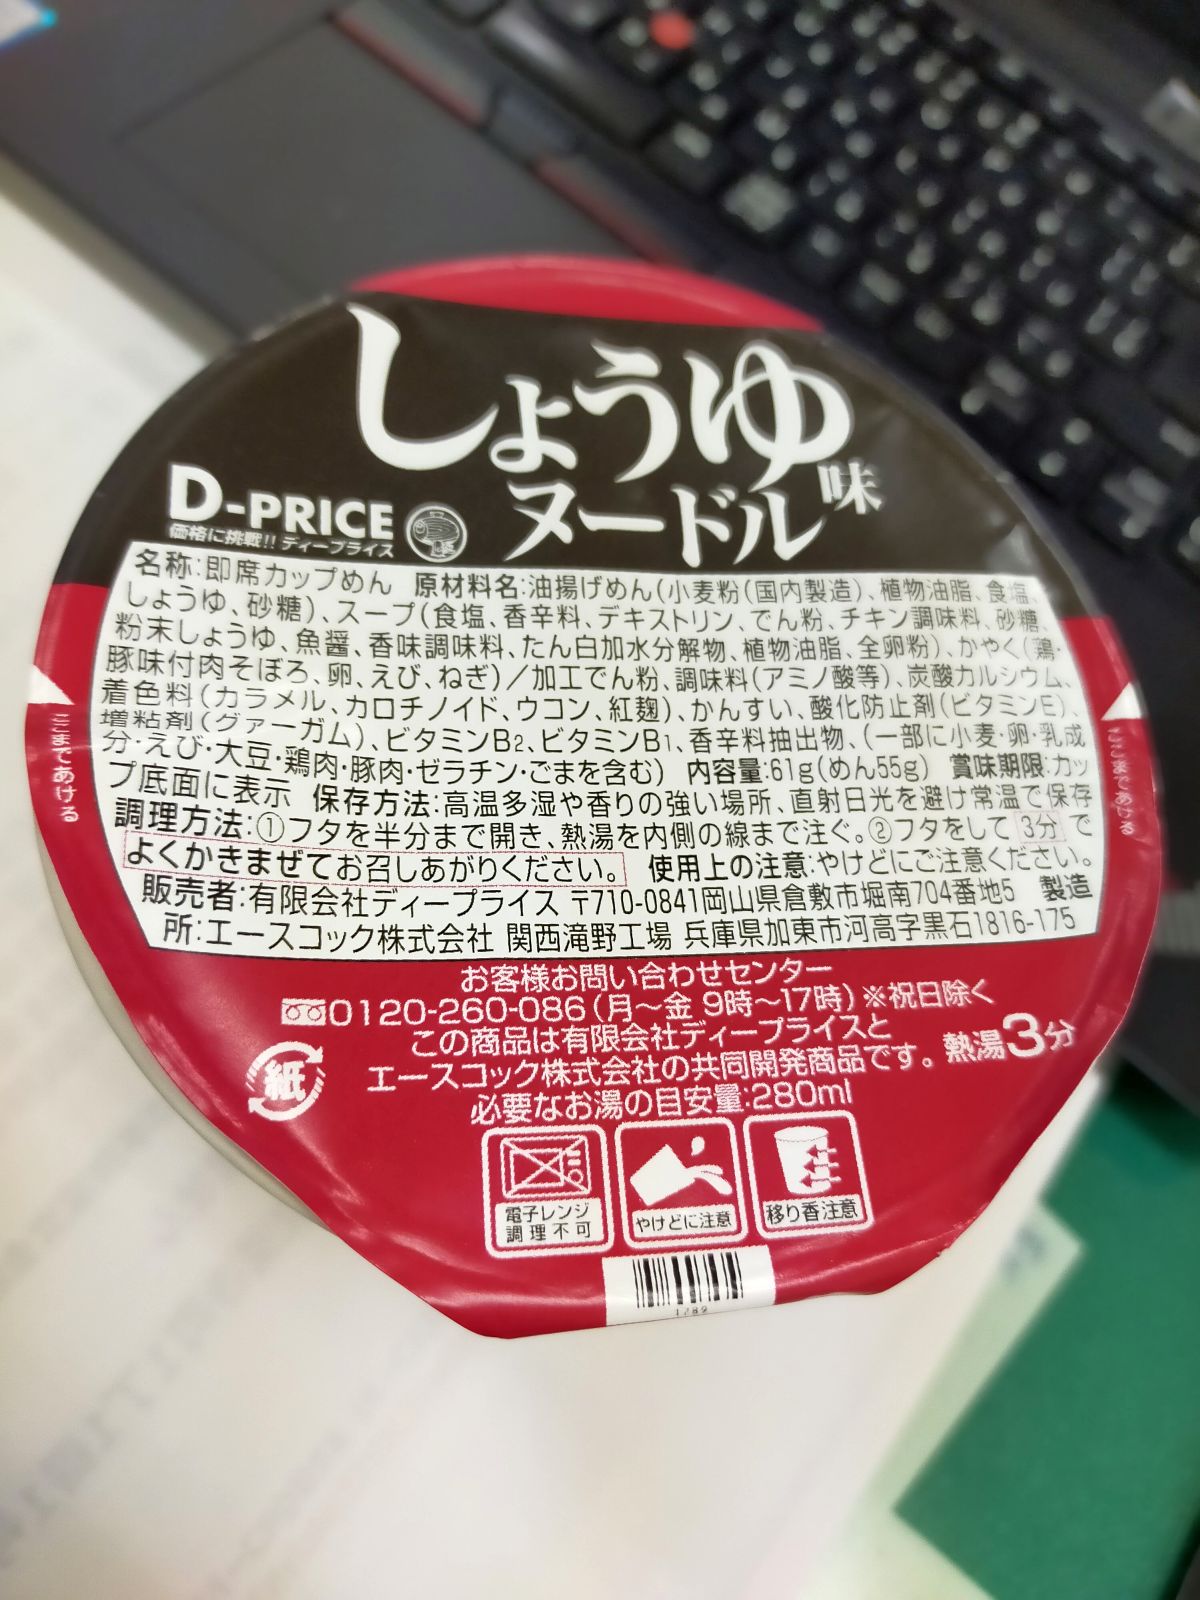 しょうゆ味
ヌードル
D-PRICE
価格に挑戦!! ディープライス
名称:即席カップめん 原材料名:油揚げめん(小麦粉(国内製造)、植物油脂、食塩、
しょうゆ、砂糖)、スープ(食塩、香辛料、デキストリン、でん粉、チキン調味料、砂糖、
粉末しょうゆ、魚醤、香味調味料、たん白加水分解物、植物油脂、全卵粉)、かやく(鶏・
豚味付肉そぼろ、卵、えび、ねぎ)/加工でん粉、調味料(アミノ酸等)、炭酸カルシウム、
着色料(カラメル、カロチノイド、ウコン、紅麹)、かんすい、酸化防止剤(ビタミンE)、
増粘剤(グァーガム)、ビタミンB2、ビタミンB1、香辛料抽出物、(一部に小麦・卵・乳成
分・えび・大豆・鶏肉・豚肉・ゼラチン・ごまを含む) 内容量:61g(めん55g) 賞味期限:カッ
プ底面に表示 保存方法:高温多湿や香りの強い場所、直射日光を避け常温で保存
調理方法:①フタを半分まで開き、熱湯を内側の線まで注ぐ。②フタをして3分で
よくかきまぜてお召しあがりください。 使用上の注意:やけどにご注意ください。
販売者:有限会社ディープライス 〒710-0841岡山県倉敷市堀南704番地5 製造
所:エースコック株式会社 関西滝野工場 兵庫県加東市河高字黒石1816-175
ここまであける
ここまであける
お客様お問い合わせセンター
0120-260-086(月～金 9時～17時)※祝日除く
この商品は有限会社ディープライスと
エースコック株式会社の共同開発商品です。
熱湯3分
必要なお湯の目安量:280ml
紙
電子レンジ
調理不可
やけどに注意
移り香注意
1789